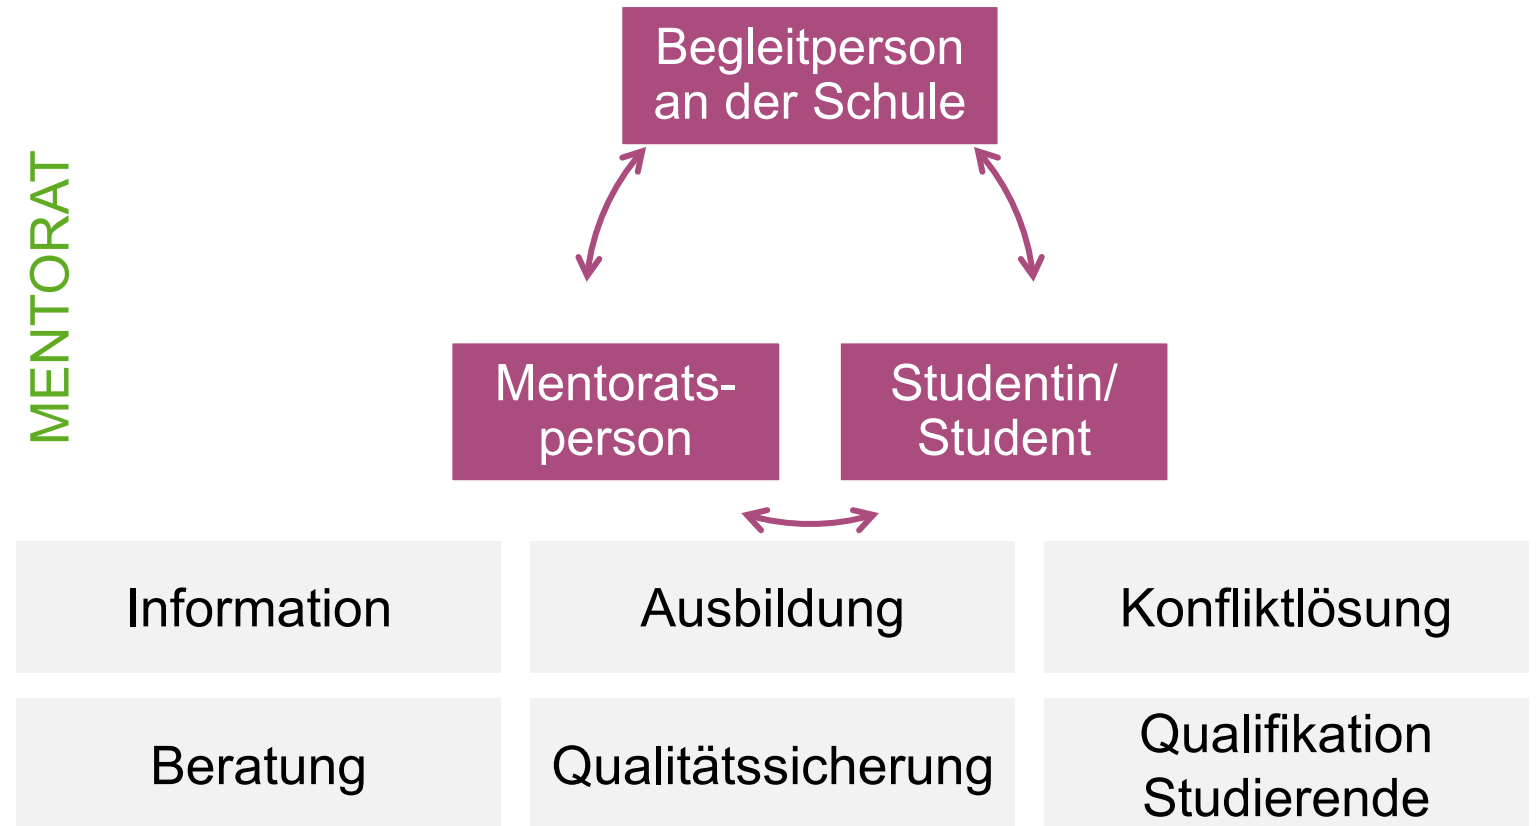 MENTORAT
Begleitperson
an der Schule
Mentorats-
person
Studentin/
Student
Information
Ausbildung
Konfliktlösung
Beratung
Qualitätssicherung
Qualifikation
Studierende